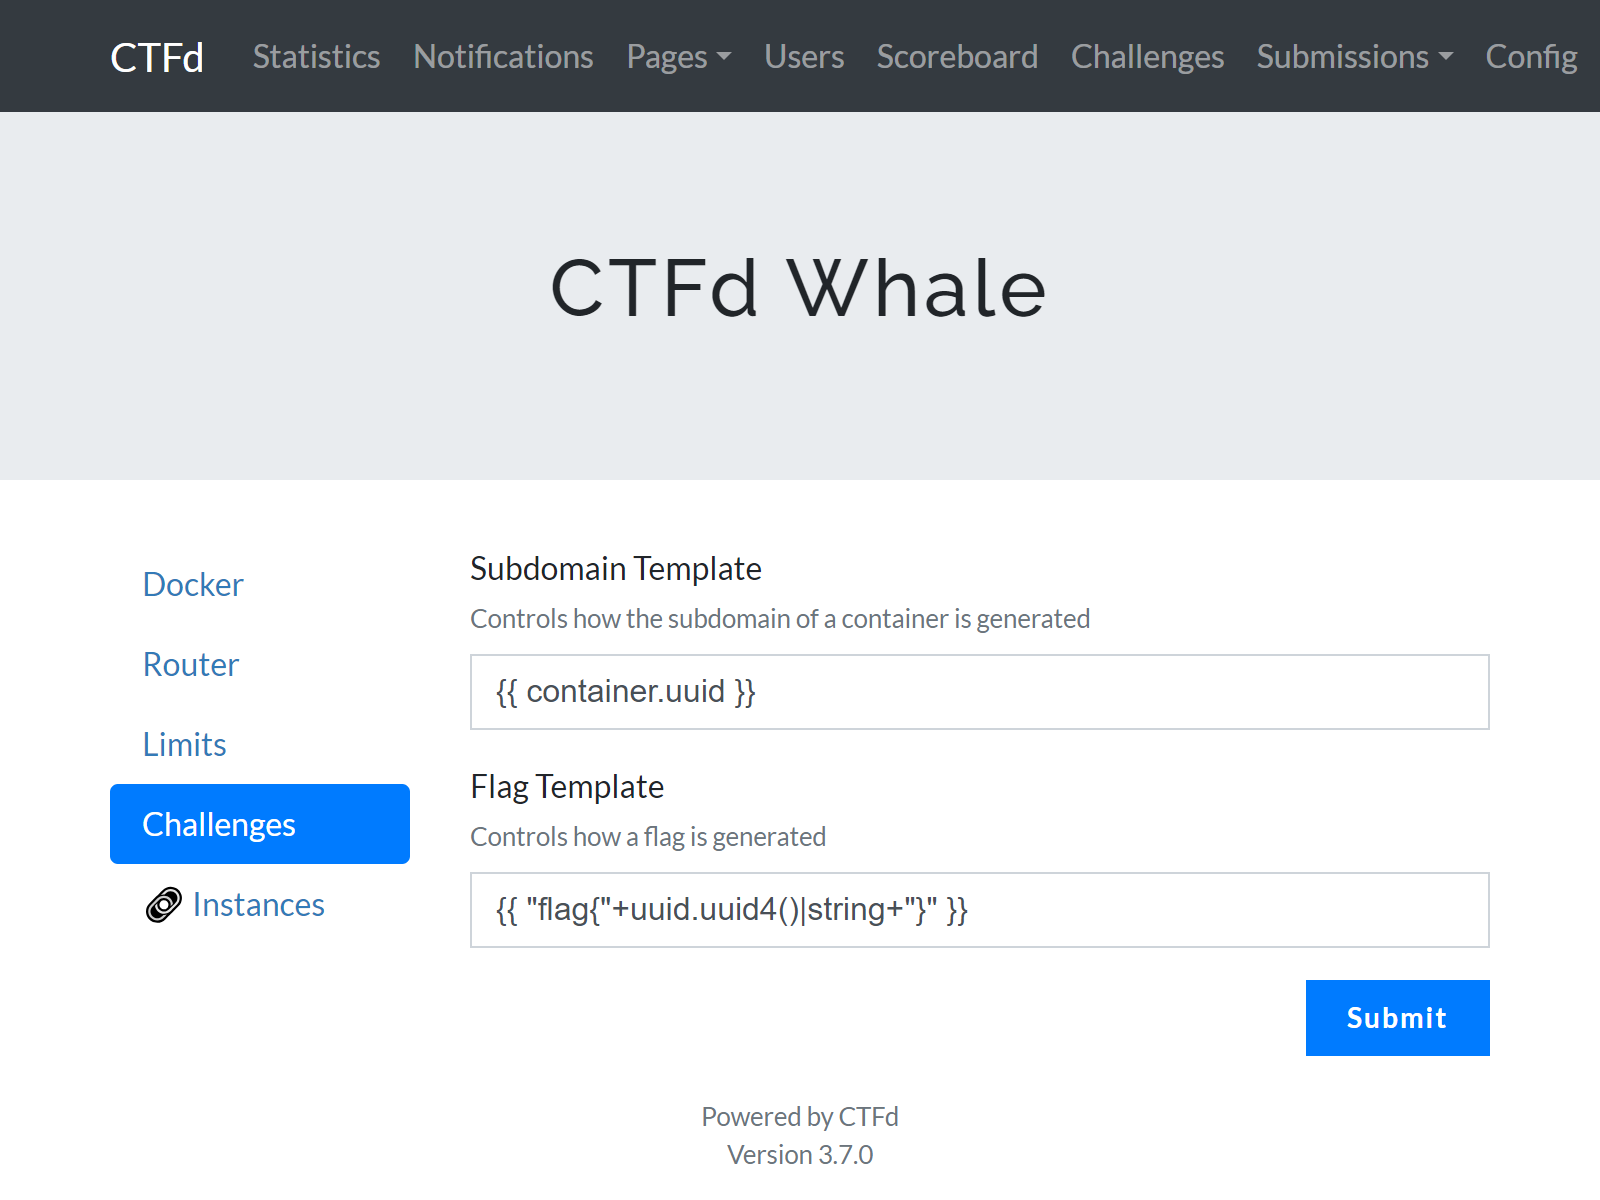 CTFd Statistics Notifications Pages Users Scoreboard Challenges Submissions Config
CTFd Whale
Docker
Router
Limits
Challenges
Instances
Subdomain Template
Controls how the subdomain of a container is generated
{{ container.uuid }}
Flag Template
Controls how a flag is generated
{{ "flag{"+uuid.uuid4()|string+"}" }}
Submit
Powered by CTFd
Version 3.7.0